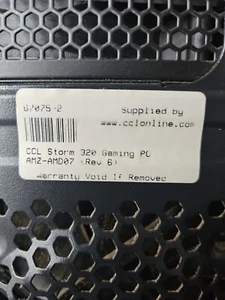 67075-2
Supplied by
www.cclonline.com
CCL Storm 320 Gaming PC
AMZ-AMD07 (Rev 6)
Warranty Void If Removed